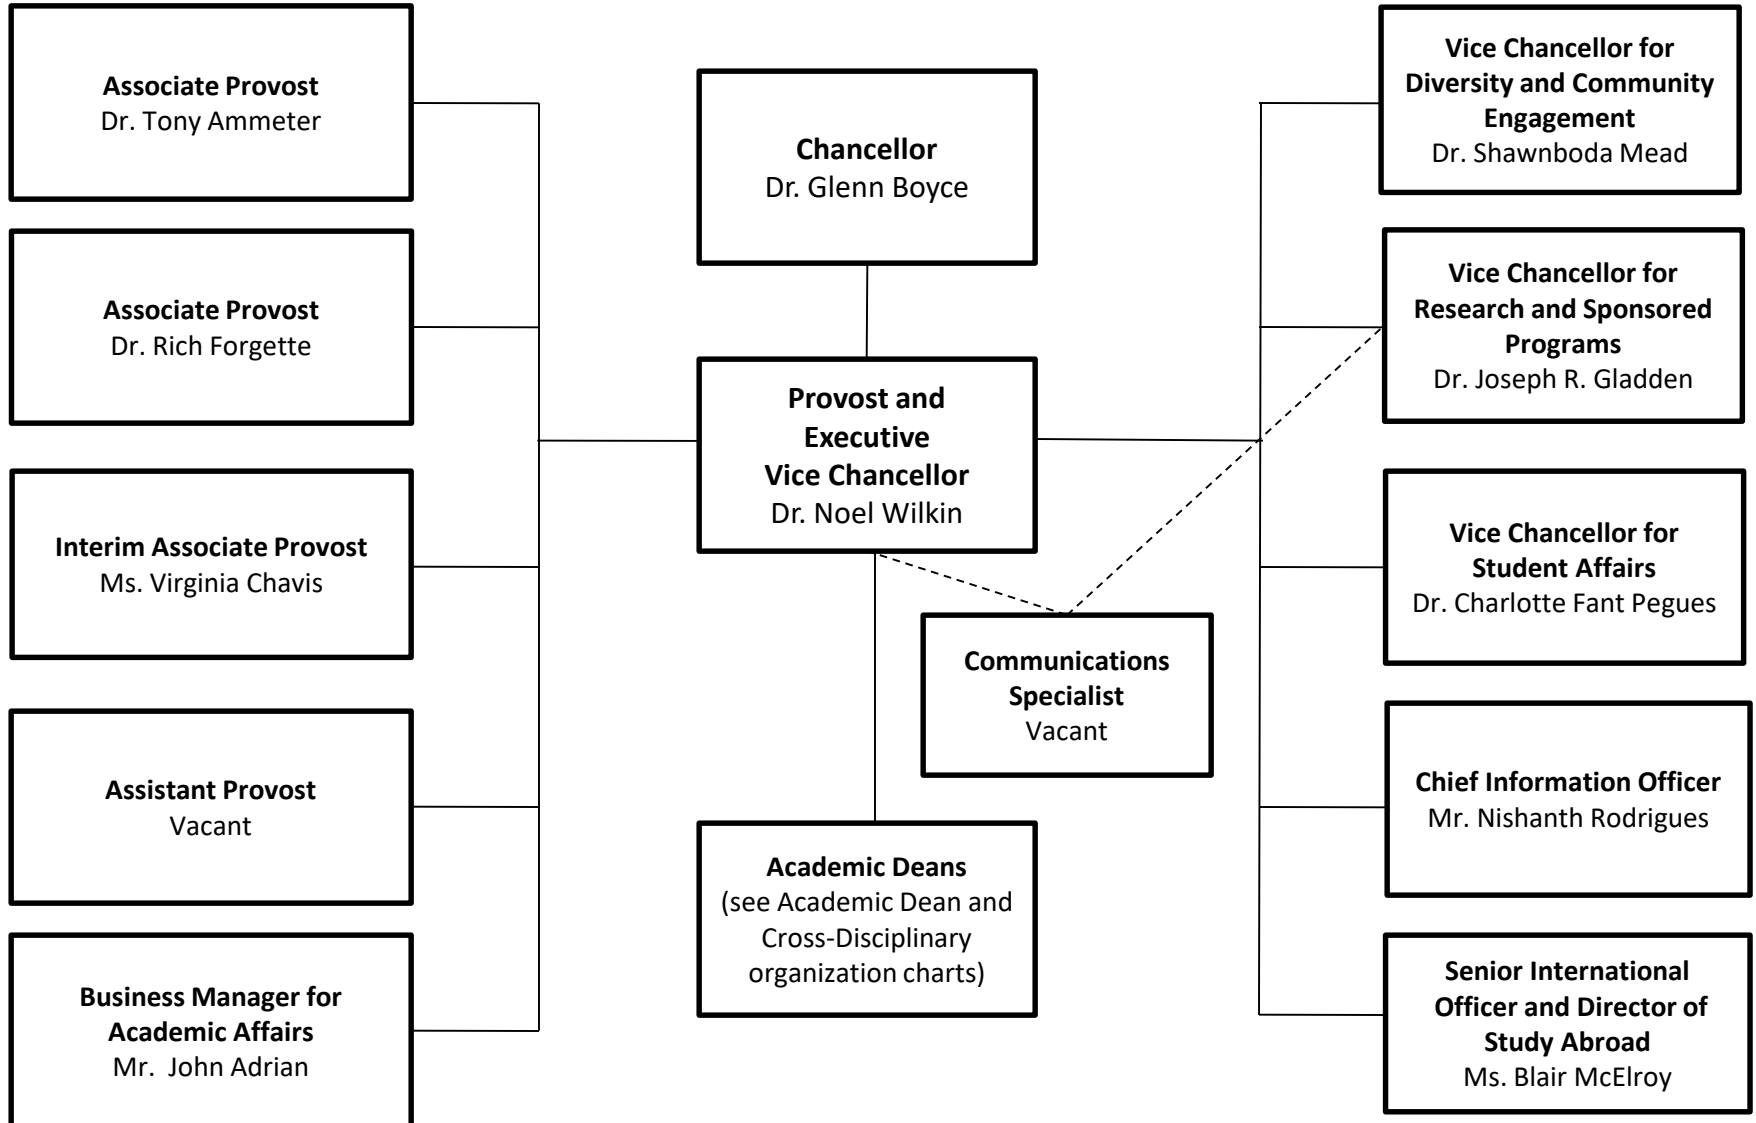 Associate Provost
Dr. Tony Ammeter
Associate Provost
Dr. Rich Forgette
Interim Associate Provost
Ms. Virginia Chavis
Assistant Provost
Vacant
Business Manager for
Academic Affairs
Mr.  John Adrian
Chancellor
Dr. Glenn Boyce
Provost and
Executive
Vice Chancellor
Dr. Noel Wilkin
Communications
Specialist
Vacant
Academic Deans
(see Academic Dean and
Cross-Disciplinary
organization charts)
Vice Chancellor for
Diversity and Community
Engagement
Dr. Shawnboda Mead
Vice Chancellor for
Research and Sponsored
Programs
Dr. Joseph R. Gladden
Vice Chancellor for
Student Affairs
Dr. Charlotte Fant Pegues
Chief Information Officer
Mr. Nishanth Rodrigues
Senior International
Officer and Director of
Study Abroad
Ms. Blair McElroy